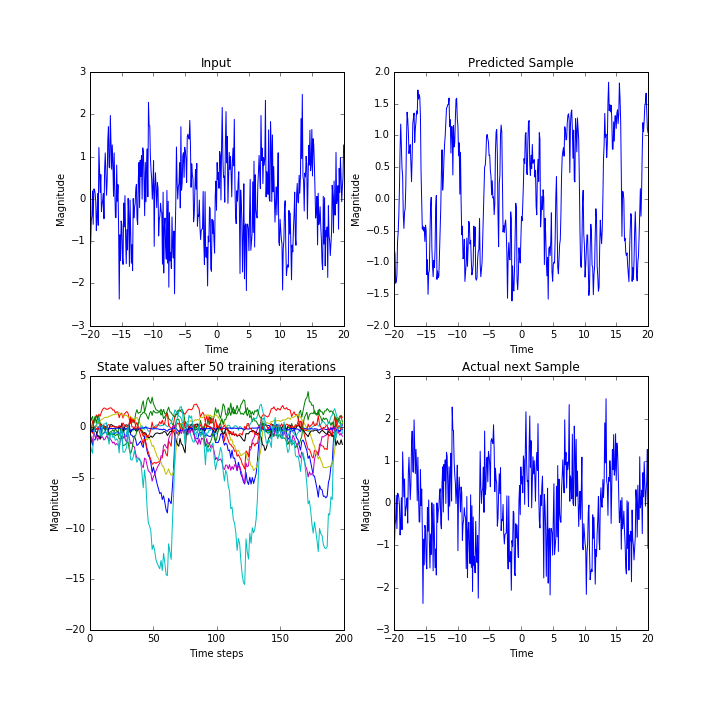 Input
3
2
1
0
−1
−2
−3
Magnitude
−20 −15 −10 −5 0 5 10 15 20
Time
Predicted Sample
2.0
1.5
1.0
0.5
0.0
−0.5
−1.0
−1.5
−2.0
Magnitude
−20 −15 −10 −5 0 5 10 15 20
Time
State values after 50 training iterations
5
0
−5
−10
−15
−20
Magnitude
0 50 100 150 200
Time steps
Actual next Sample
3
2
1
0
−1
−2
−3
Magnitude
−20 −15 −10 −5 0 5 10 15 20
Time